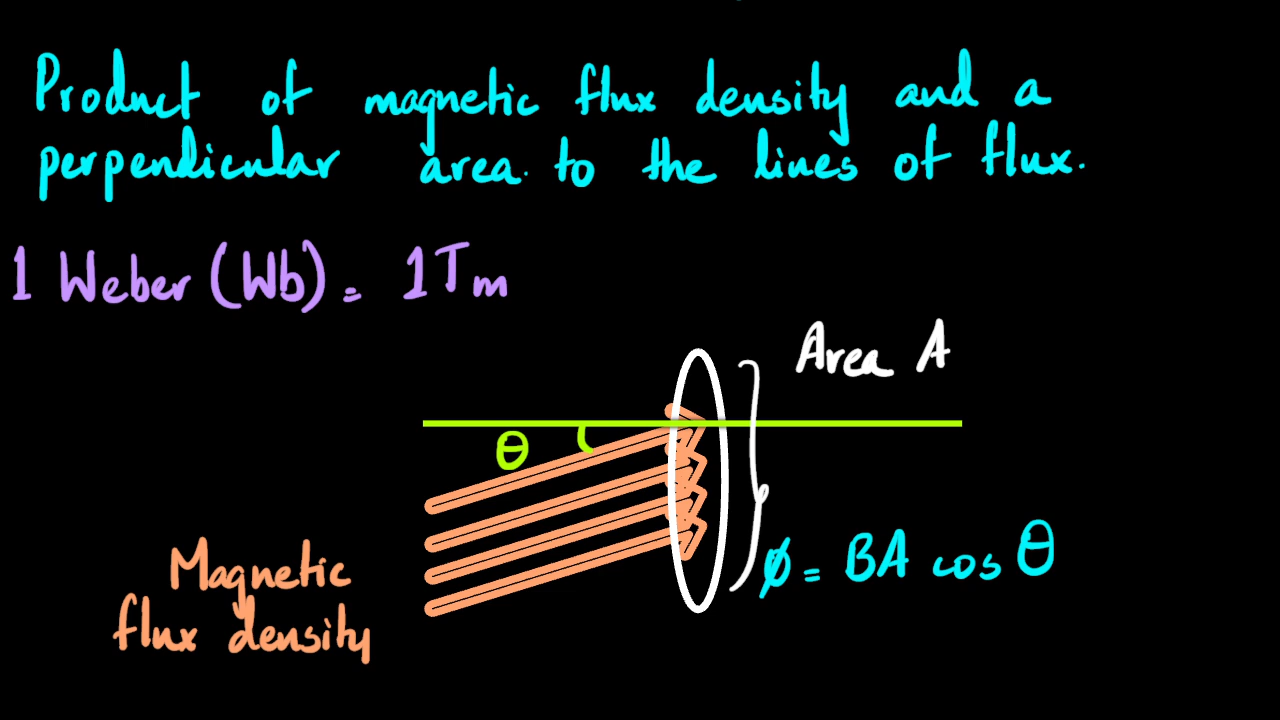 Product of magnetic flux density and a
perpendicular area. to the lines of flux.
1 Weber (Wb) = 1Tm
Area A
θ
ϕ = BA cos θ
Magnetic
flux density